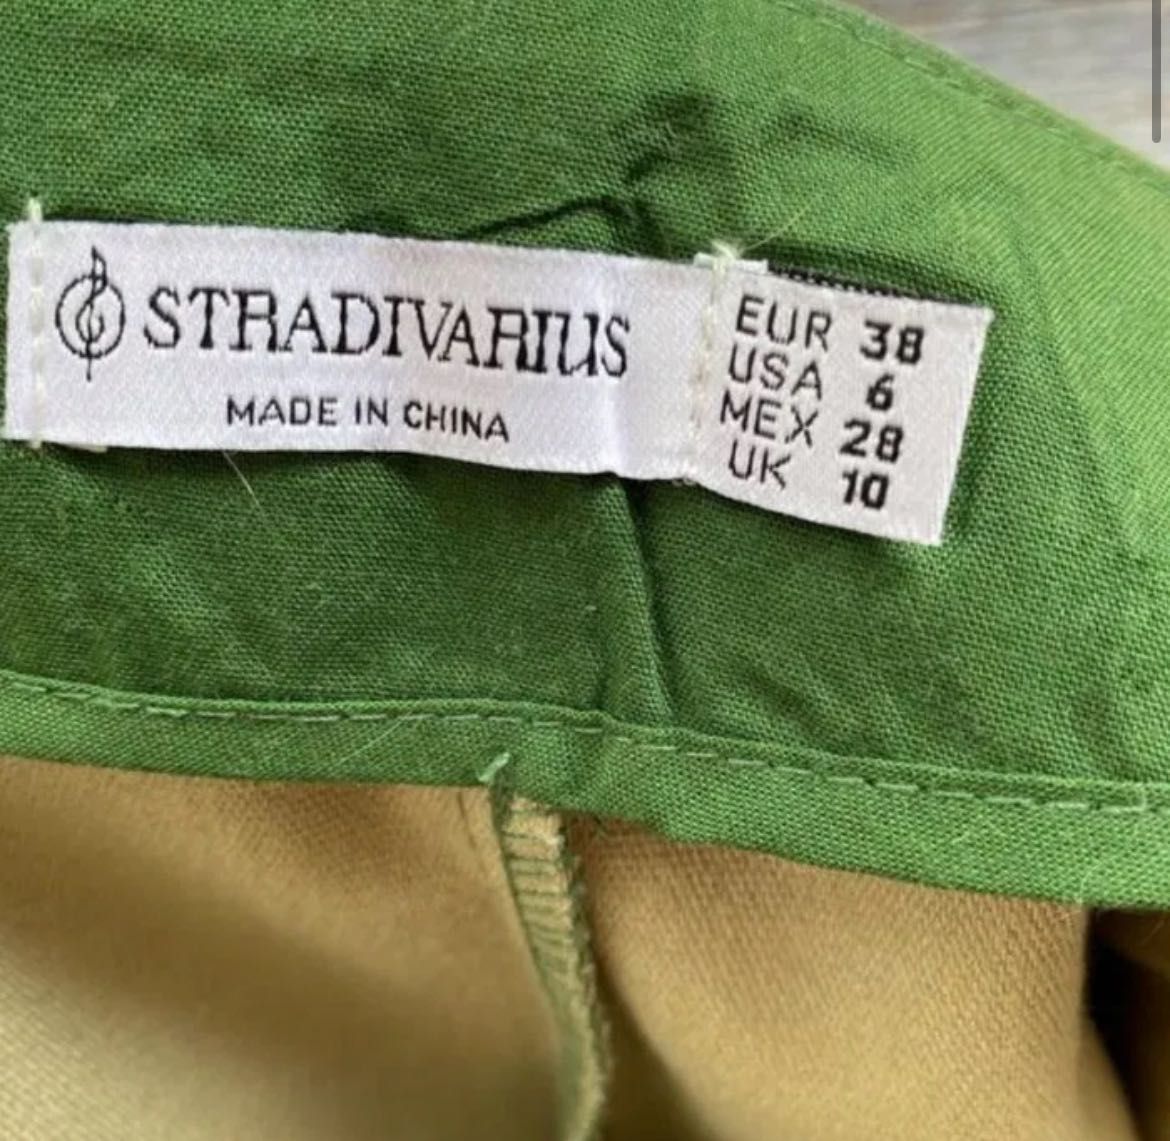 STRADIVARIUS
MADE IN CHINA
EUR 38
USA 6
MEX 28
UK 10